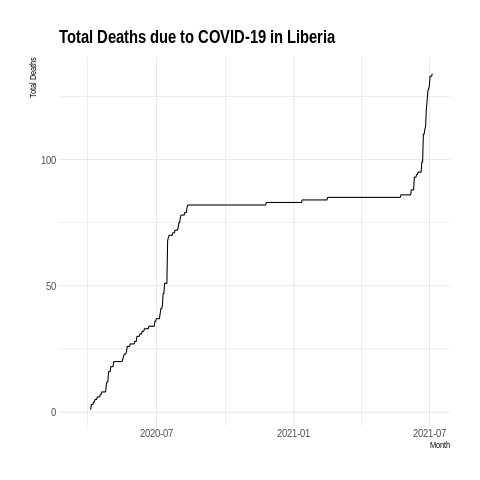 Total Deaths due to COVID-19 in Liberia
Total Deaths
100
50
0
2020-07
2021-01
2021-07
Month